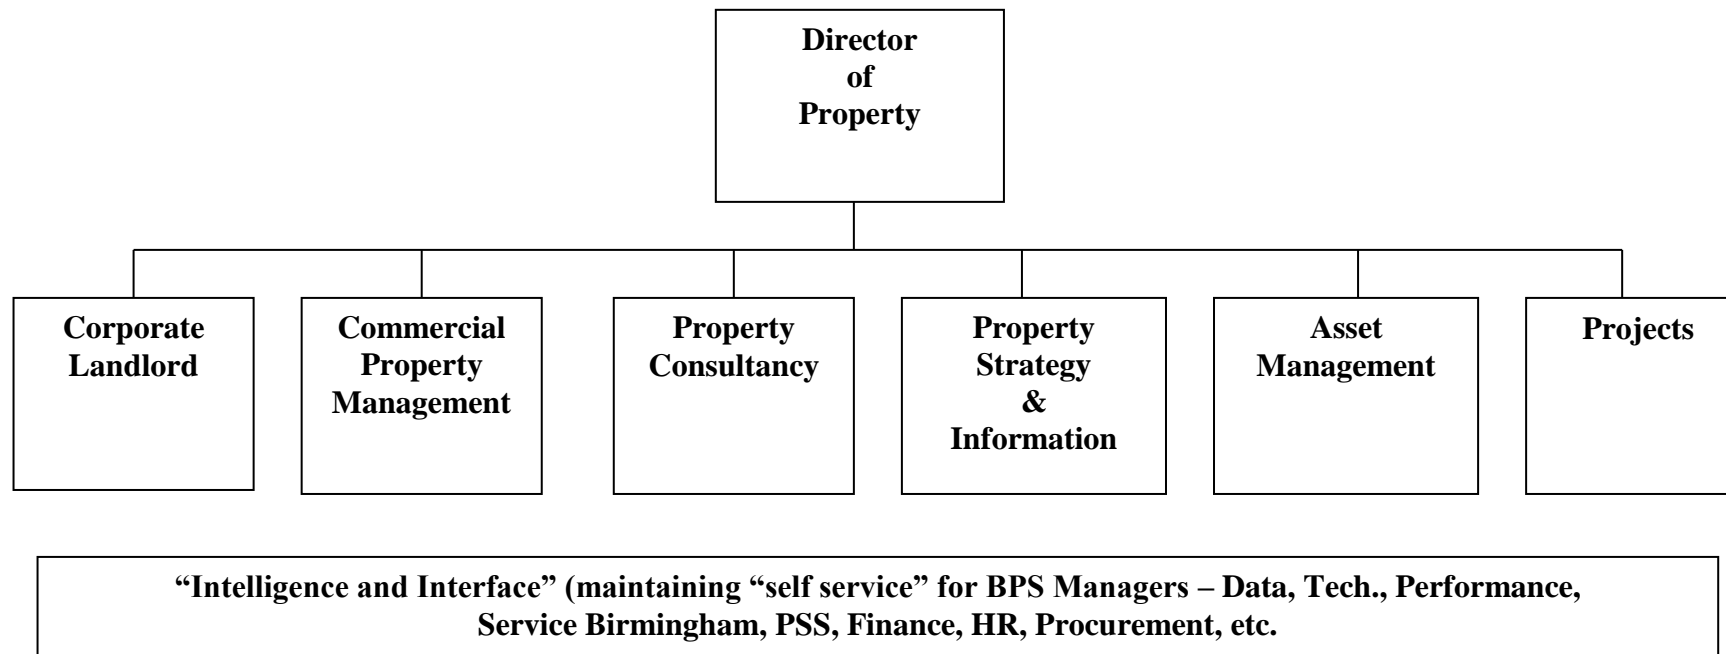 Director
of
Property
Corporate
Landlord
Commercial
Property
Management
Property
Consultancy
Property
Strategy
&
Information
Asset
Management
Projects
“Intelligence and Interface” (maintaining “self service” for BPS Managers – Data, Tech., Performance,
Service Birmingham, PSS, Finance, HR, Procurement, etc.